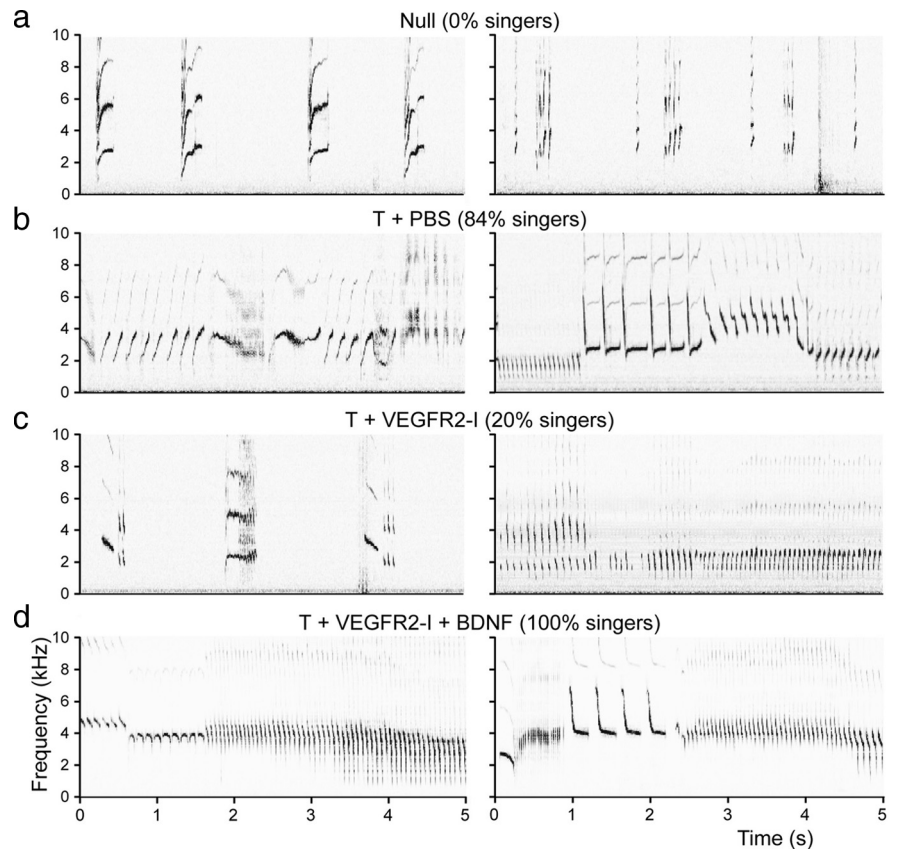 a
Null (0% singers)
10
8
6
4
2
0
b
T + PBS (84% singers)
10
8
6
4
2
0
c
T + VEGFR2-I (20% singers)
10
8
6
4
2
0
d
T + VEGFR2-I + BDNF (100% singers)
10
8
6
4
2
0
Frequency (kHz)
0 1 2 3 4 5
0 1 2 3 4 5
Time (s)